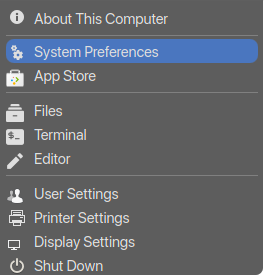 About This Computer
System Preferences
App Store
Files
Terminal
Editor
User Settings
Printer Settings
Display Settings
Shut Down